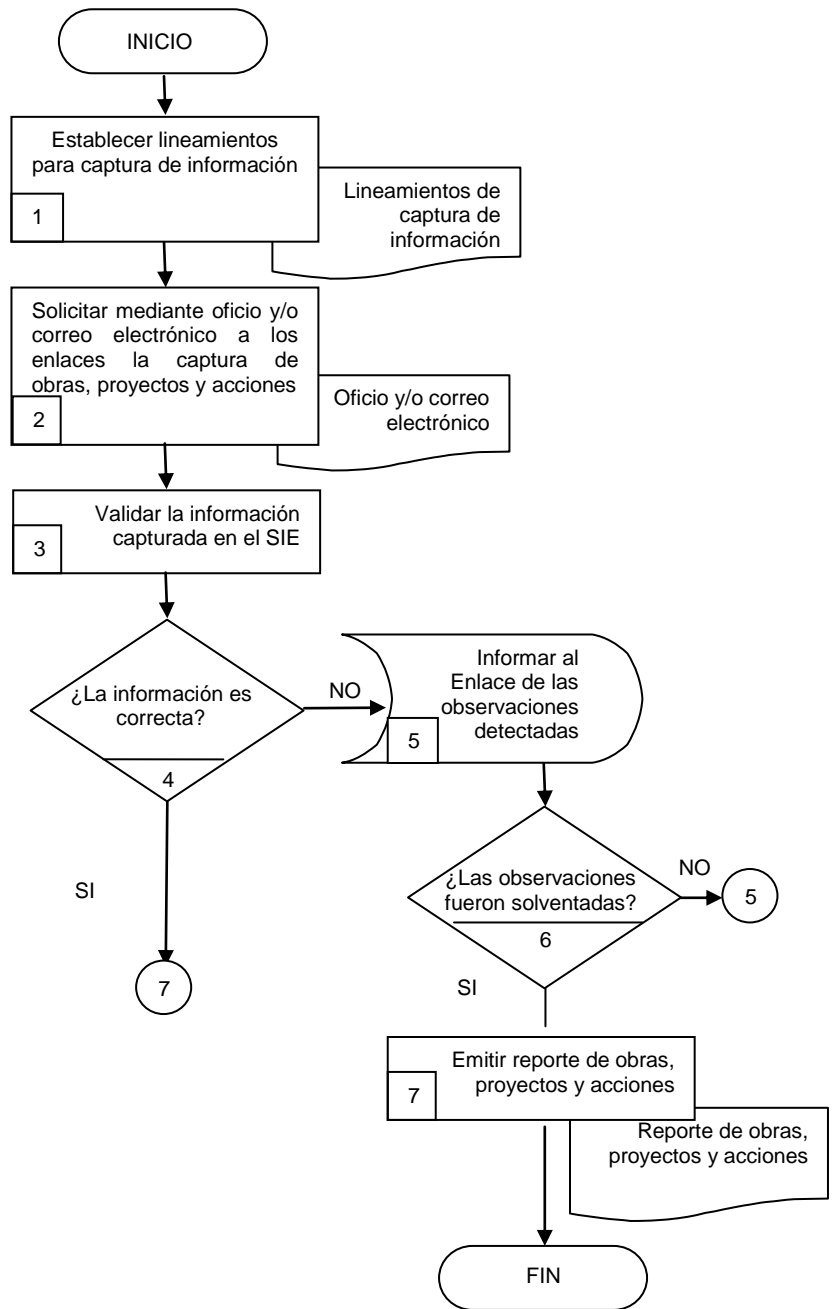 INICIO
Establecer lineamientos
para captura de información
1
Lineamientos de
captura de
información
Solicitar mediante oficio y/o
correo electrónico a los
enlaces la captura de
obras, proyectos y acciones
2
Oficio y/o correo
electrónico
Validar la información
capturada en el SIE
3
¿La información es
correcta?
4
NO
Informar al
Enlace de las
observaciones
detectadas
5
SI
7
¿Las observaciones
fueron solventadas?
6
NO
5
SI
Emitir reporte de obras,
proyectos y acciones
7
Reporte de obras,
proyectos y acciones
FIN